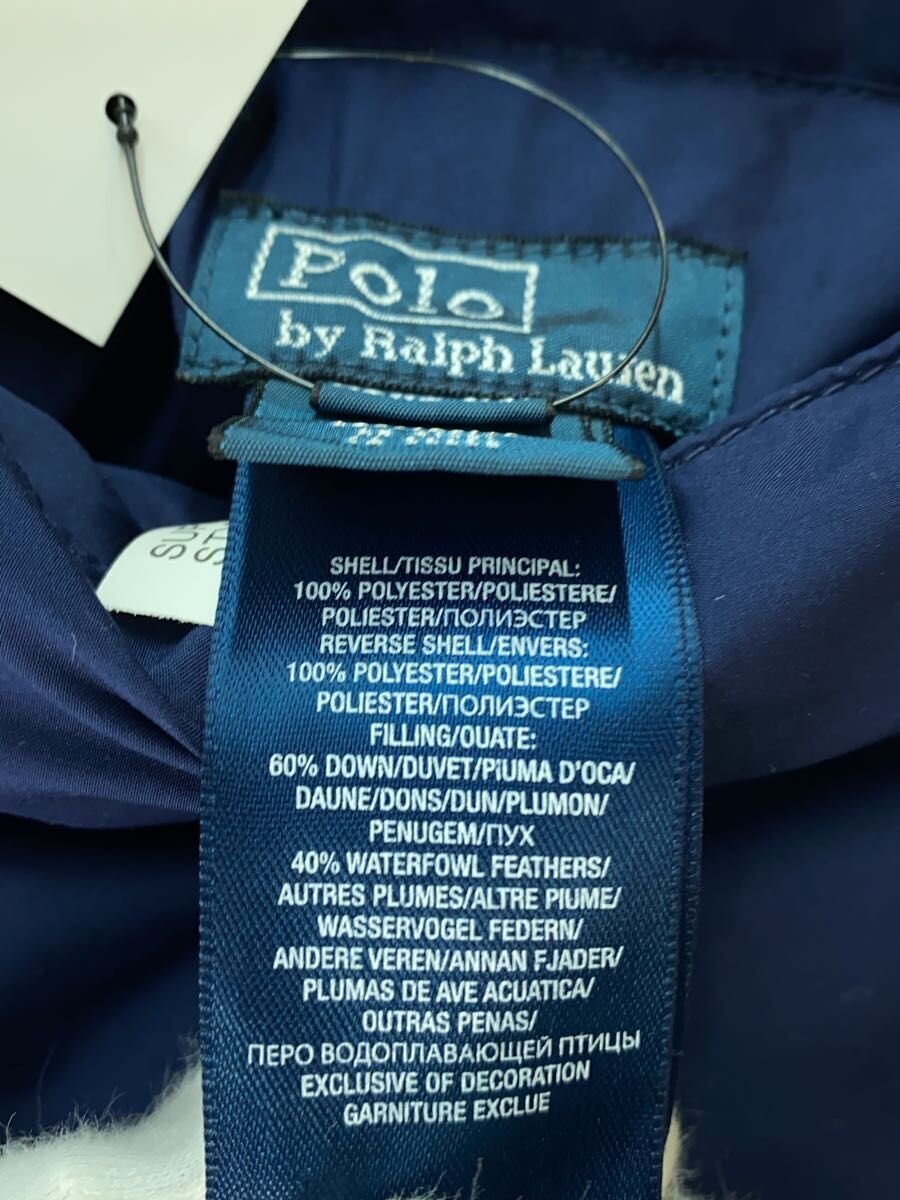 Polo
by Ralph Lauren
SHELL/TISSU PRINCIPAL:
100% POLYESTER/POLIESTERE/
POLIESTER/ПОЛИЭСТЕР
REVERSE SHELL/ENVERS:
100% POLYESTER/POLIESTERE/
POLIESTER/ПОЛИЭСТЕР
FILLING/OUATE:
60% DOWN/DUVET/PIUMA D'OCA/
DAUNE/DONS/DUN/PLUMON/
PENUGEM/ПУХ
40% WATERFOWL FEATHERS/
AUTRES PLUMES/ALTRE PIUME/
WASSERVOGEL FEDERN/
ANDERE VEREN/ANNAN FJADER/
PLUMAS DE AVE ACUATICA/
OUTRAS PENAS/
ПЕРО ВОДОПЛАВАЮЩЕЙ ПТИЦЫ
EXCLUSIVE OF DECORATION
GARNITURE EXCLUE